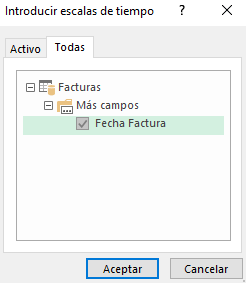 Introducir escalas de tiempo
Activo
Todas
Facturas
Más campos
Fecha Factura
Aceptar
Cancelar